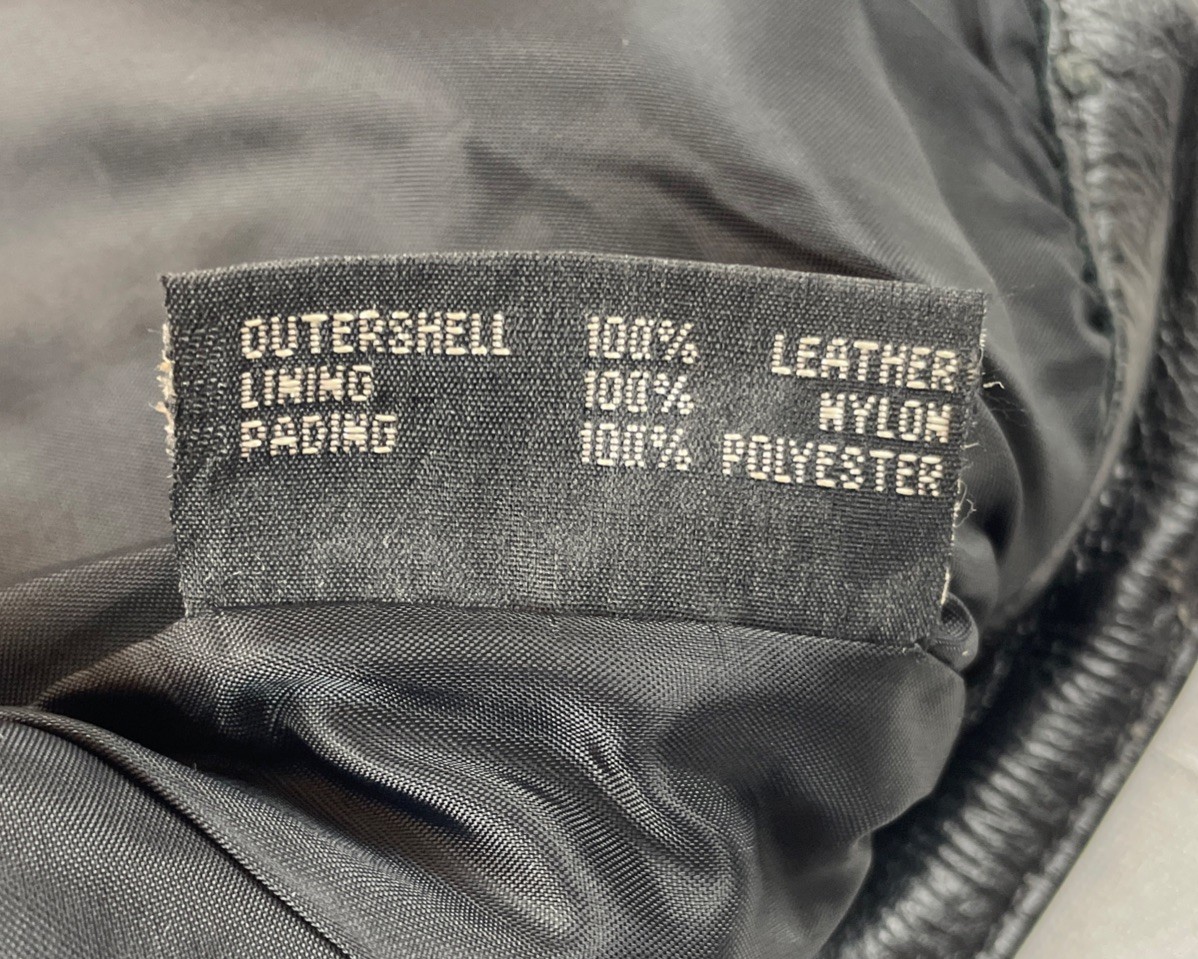 OUTERSHELL 100% LEATHER
LINING 100% NYLON
PADING 100% POLYESTER